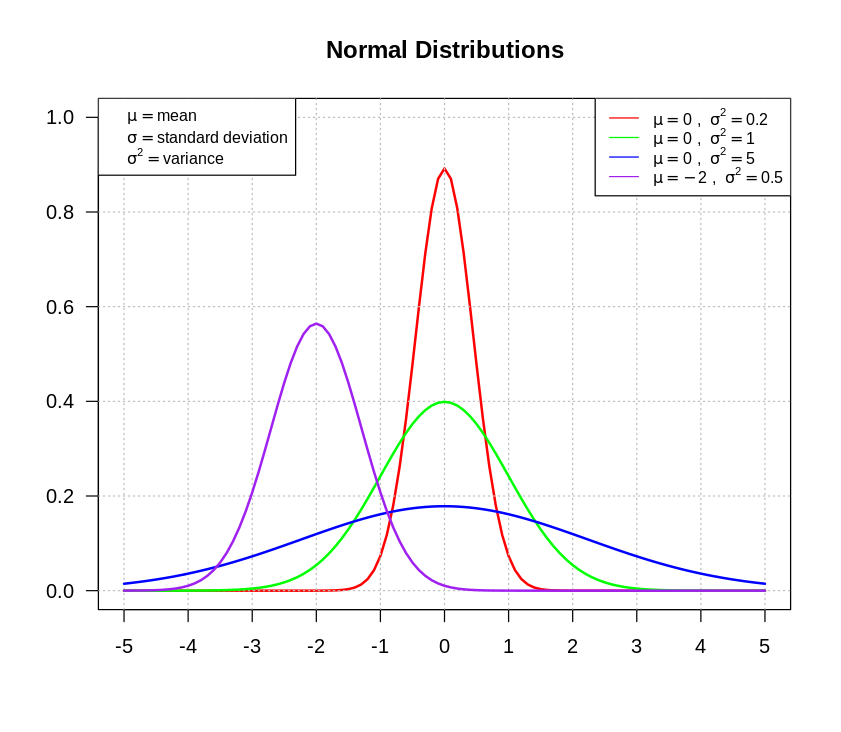 Normal Distributions
μ = mean
σ = standard deviation
σ² = variance
μ = 0 , σ² = 0.2
μ = 0 , σ² = 1
μ = 0 , σ² = 5
μ = −2 , σ² = 0.5
1.0
0.8
0.6
0.4
0.2
0.0
-5 -4 -3 -2 -1 0 1 2 3 4 5